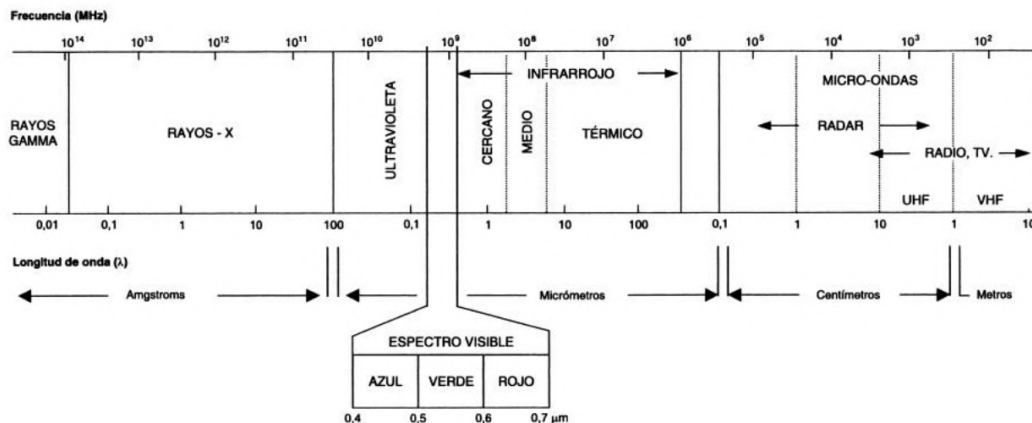 Frecuencia (MHz)
10¹⁴ 10¹³ 10¹² 10¹¹ 10¹⁰ 10⁹ 10⁸ 10⁷ 10⁶ 10⁵ 10⁴ 10³ 10²
RAYOS GAMMA
RAYOS - X
ULTRAVIOLETA
INFRARROJO
CERCANO
MEDIO
TÉRMICO
MICRO-ONDAS
RADAR
RADIO, TV.
UHF
VHF
0,01 0,1 1 10 100 0,1 1 10 100 0,1 1 10 1 10
Longitud de onda (λ)
Amgstroms
Micrómetros
Centímetros
Metros
ESPECTRO VISIBLE
AZUL VERDE ROJO
0,4 0,5 0,6 0,7 µm